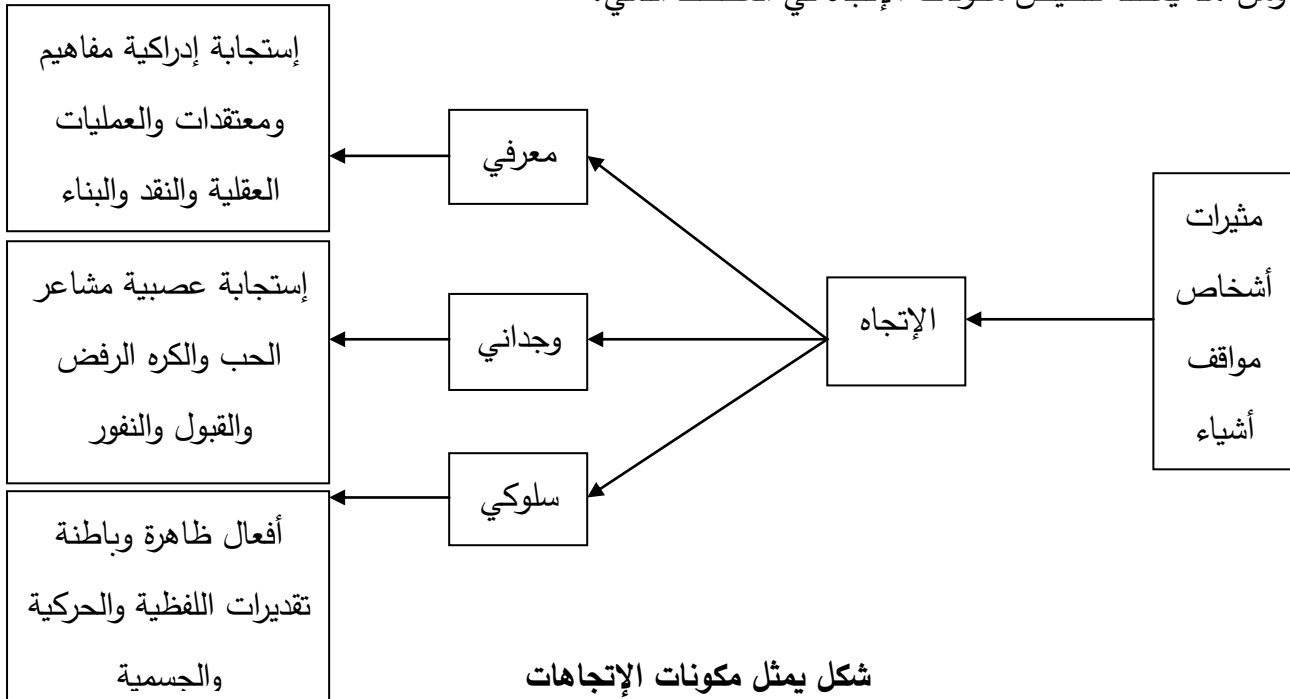 مثيرات
أشخاص
مواقف
أشياء
الإتجاه
معرفي
وجداني
سلوكي
إستجابة إدراكية مفاهيم
ومعتقدات والعمليات
العقلية والنقد والبناء
إستجابة عصبية مشاعر
الحب والكره الرفض
والقبول والنفور
أفعال ظاهرة وباطنة
تقديرات اللفظية والحركية
والجسمية
شكل يمثل مكونات الإتجاهات